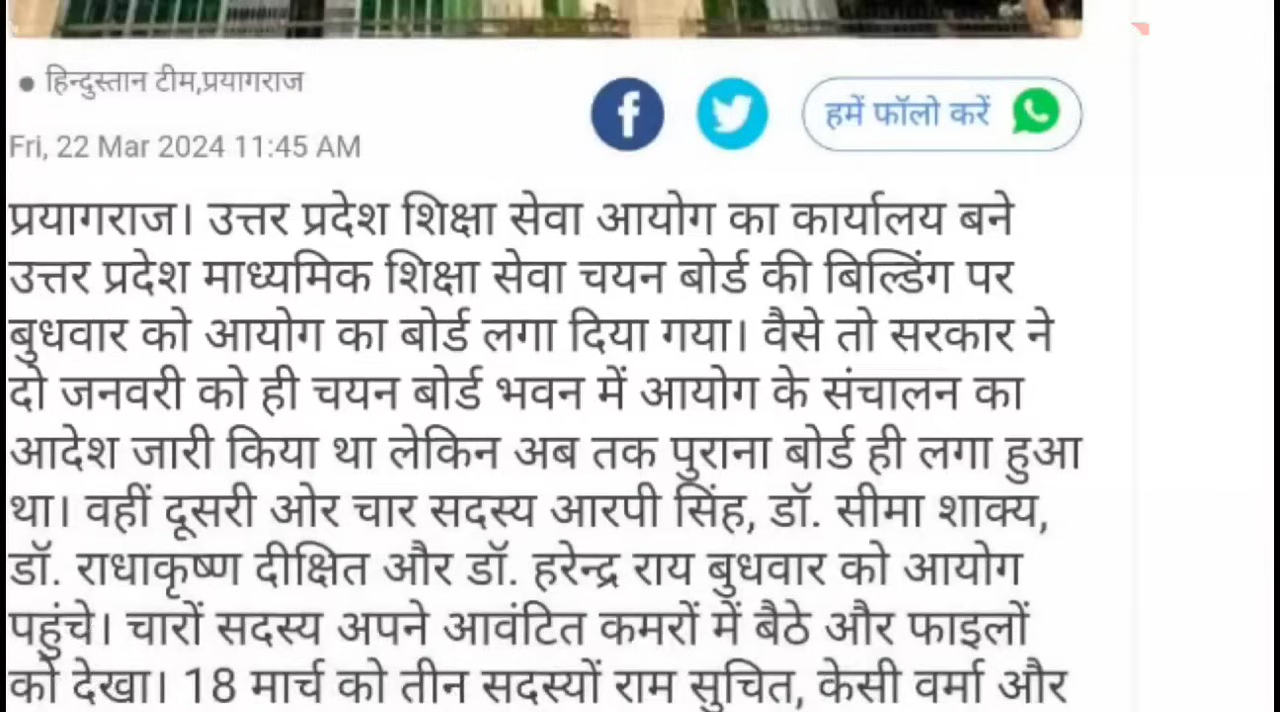 हिन्दुस्तान टीम,प्रयागराज
Fri, 22 Mar 2024 11:45 AM
हमें फॉलो करें
प्रयागराज। उत्तर प्रदेश शिक्षा सेवा आयोग का कार्यालय बने
उत्तर प्रदेश माध्यमिक शिक्षा सेवा चयन बोर्ड की बिल्डिंग पर
बुधवार को आयोग का बोर्ड लगा दिया गया। वैसे तो सरकार ने
दो जनवरी को ही चयन बोर्ड भवन में आयोग के संचालन का
आदेश जारी किया था लेकिन अब तक पुराना बोर्ड ही लगा हुआ
था। वहीं दूसरी ओर चार सदस्य आरपी सिंह, डॉ. सीमा शाक्य,
डॉ. राधाकृष्ण दीक्षित और डॉ. हरेन्द्र राय बुधवार को आयोग
पहुंचे। चारों सदस्य अपने आवंटित कमरों में बैठे और फाइलों
को देखा। 18 मार्च को तीन सदस्यों राम सुचित, केसी वर्मा और